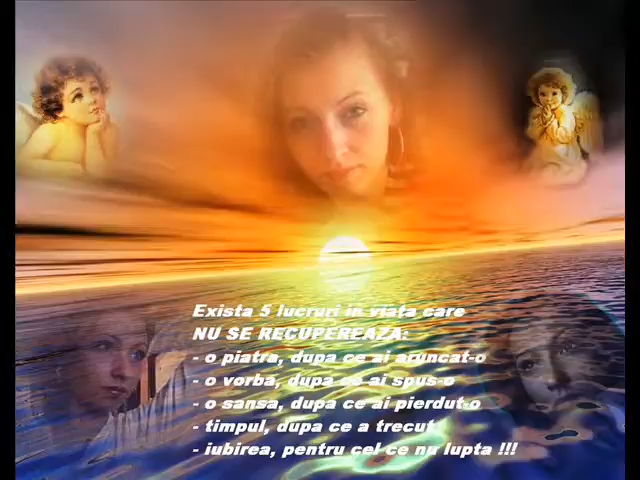 Exista 5 lucruri in viata care
NU SE RECUPEREAZA:
- o piatra, dupa ce ai aruncat-o
- o vorba, dupa ce ai spus-o
- o sansa, dupa ce ai pierdut-o
- timpul, dupa ce a trecut
- iubirea, pentru cel ce nu lupta !!!